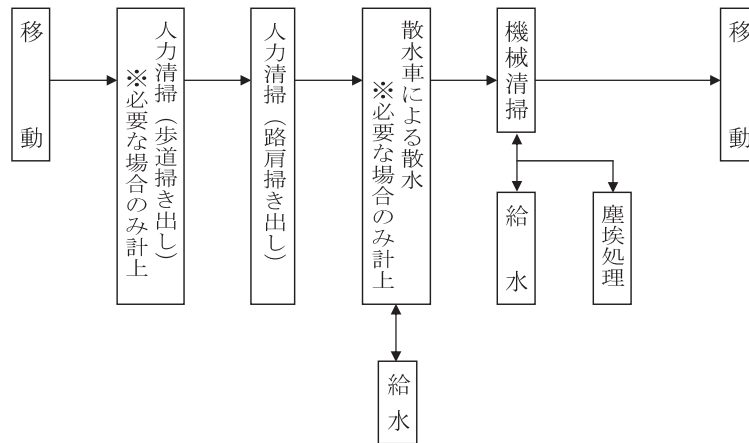 移動
人力清掃（歩道掃き出し）
※必要な場合のみ計上
人力清掃（路肩掃き出し）
散水車による散水
※必要な場合のみ計上
機械清掃
移動
給水
塵埃処理
給水